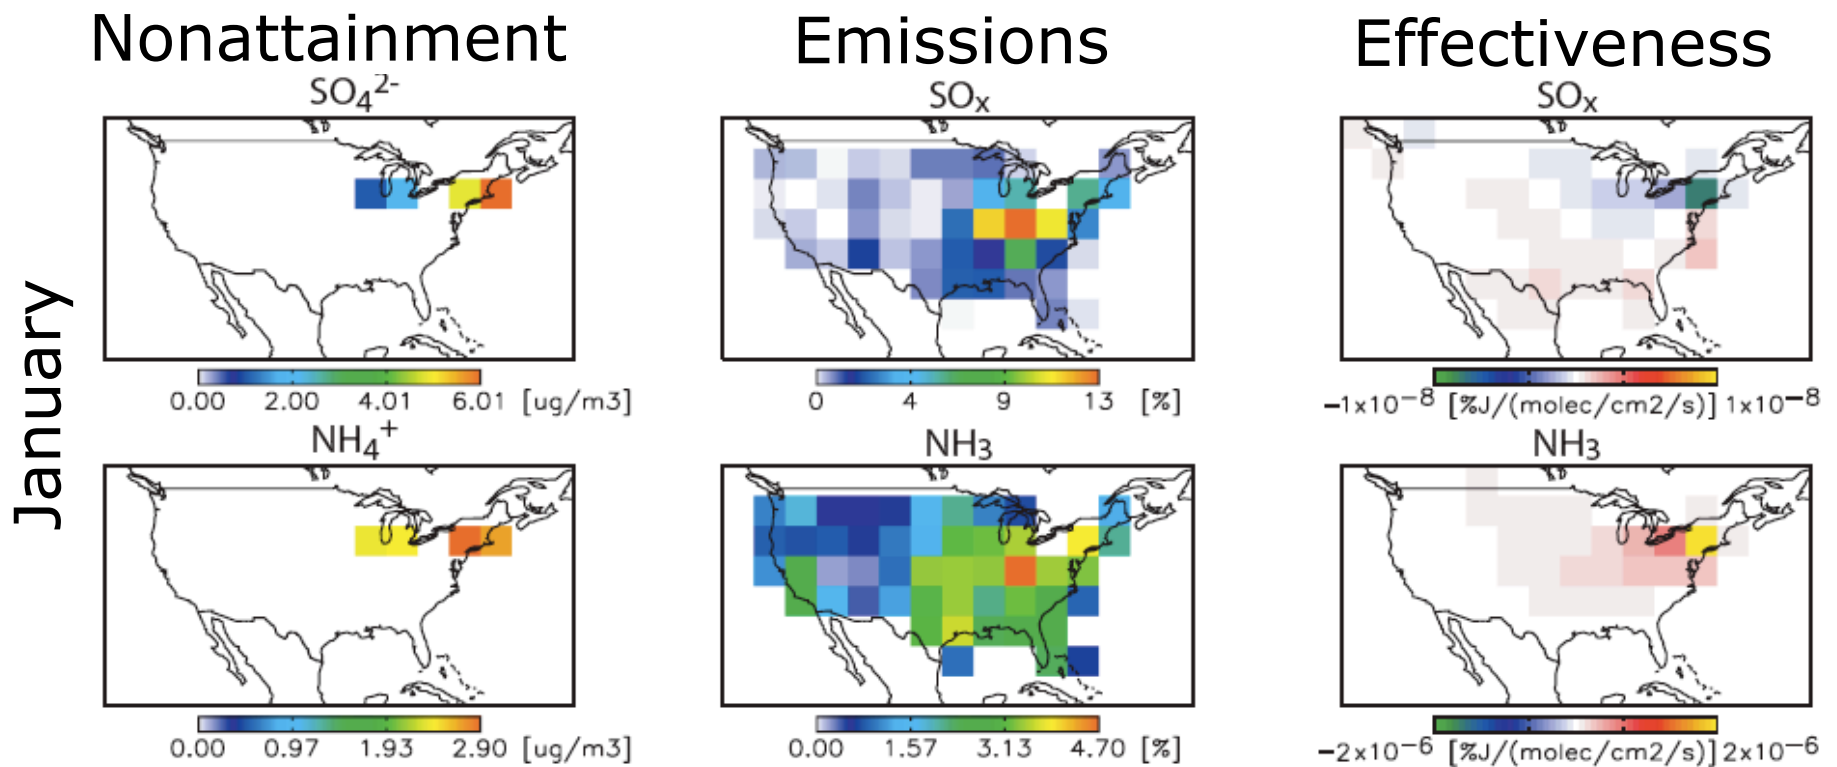 Nonattainment Emissions Effectiveness
SO₄²⁻ SOₓ SOₓ
January
0.00 2.00 4.01 6.01 [ug/m3] 0 4 9 13 [%] −1x10⁻⁸ [%J/(molec/cm2/s)] 1x10⁻⁸
NH₄⁺ NH₃ NH₃
0.00 0.97 1.93 2.90 [ug/m3] 0.00 1.57 3.13 4.70 [%] −2x10⁻⁶ [%J/(molec/cm2/s)] 2x10⁻⁶